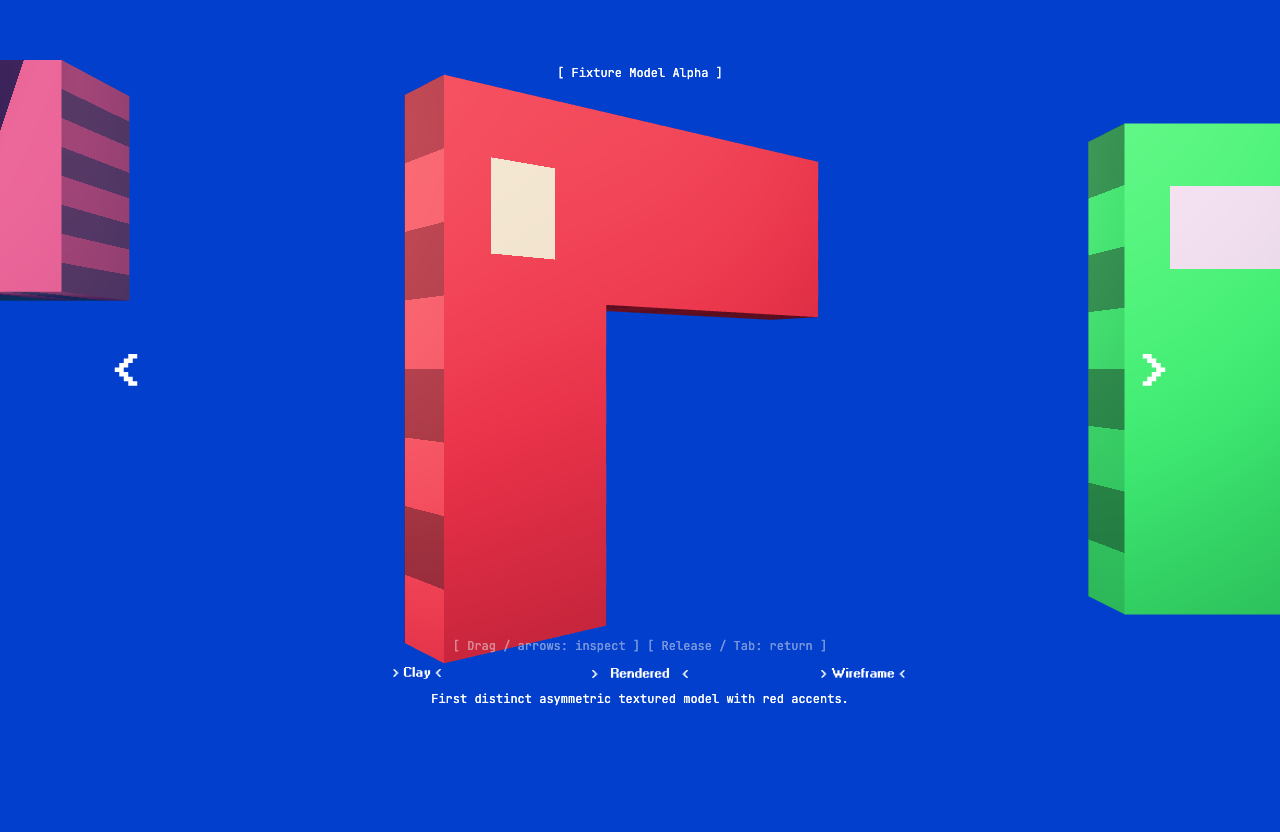 [ Fixture Model Alpha ]
[ Drag / arrows: inspect ] [ Release / Tab: return ]
> Clay < > Rendered < > Wireframe <
First distinct asymmetric textured model with red accents.